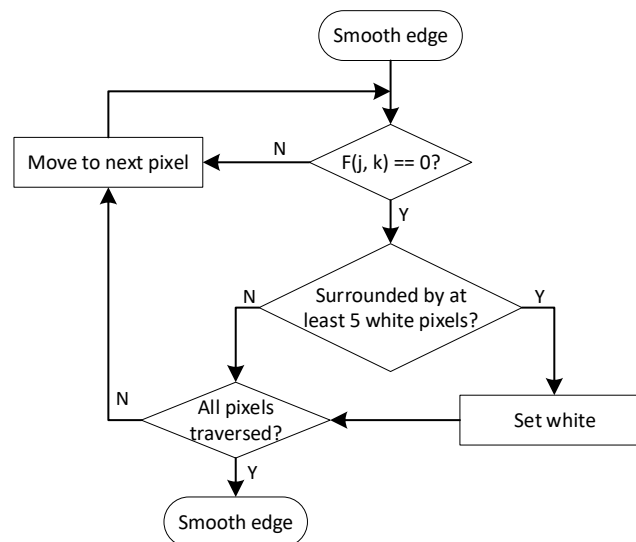 Smooth edge
Move to next pixel
N
F(j, k) == 0?
Y
N
Surrounded by at
least 5 white pixels?
Y
N
All pixels
traversed?
Set white
Y
Smooth edge